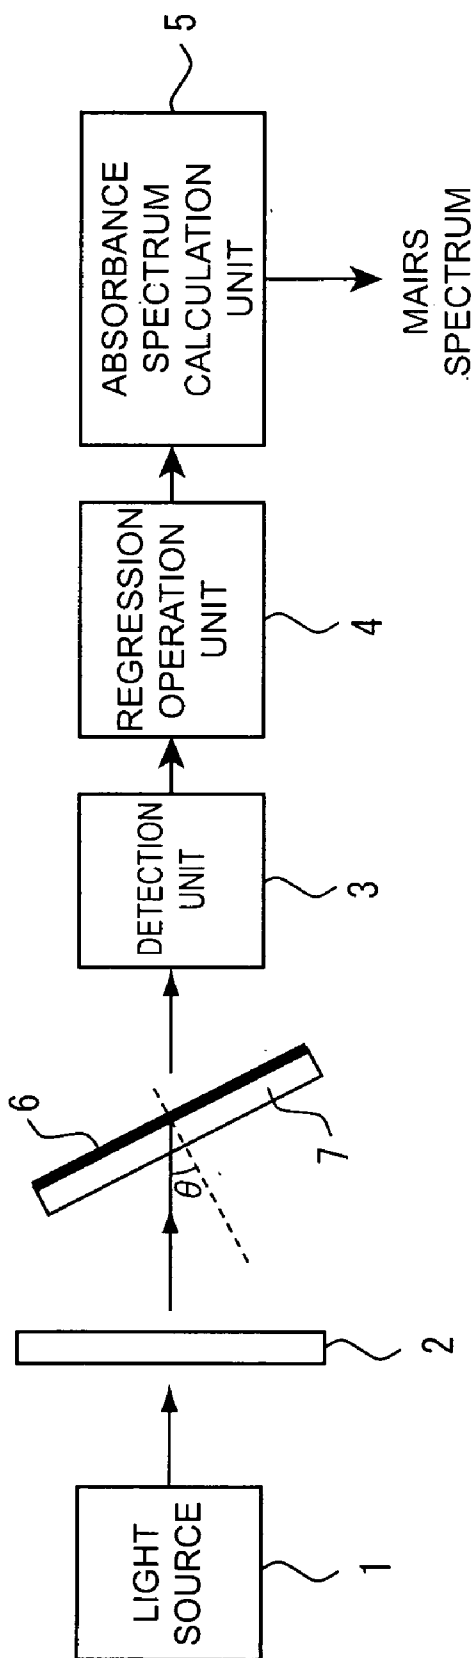 LIGHT
SOURCE
1
2
6
θ
7
DETECTION
UNIT
3
REGRESSION
OPERATION
UNIT
4
ABSORBANCE
SPECTRUM
CALCULATION
UNIT
5
MAIRS
SPECTRUM